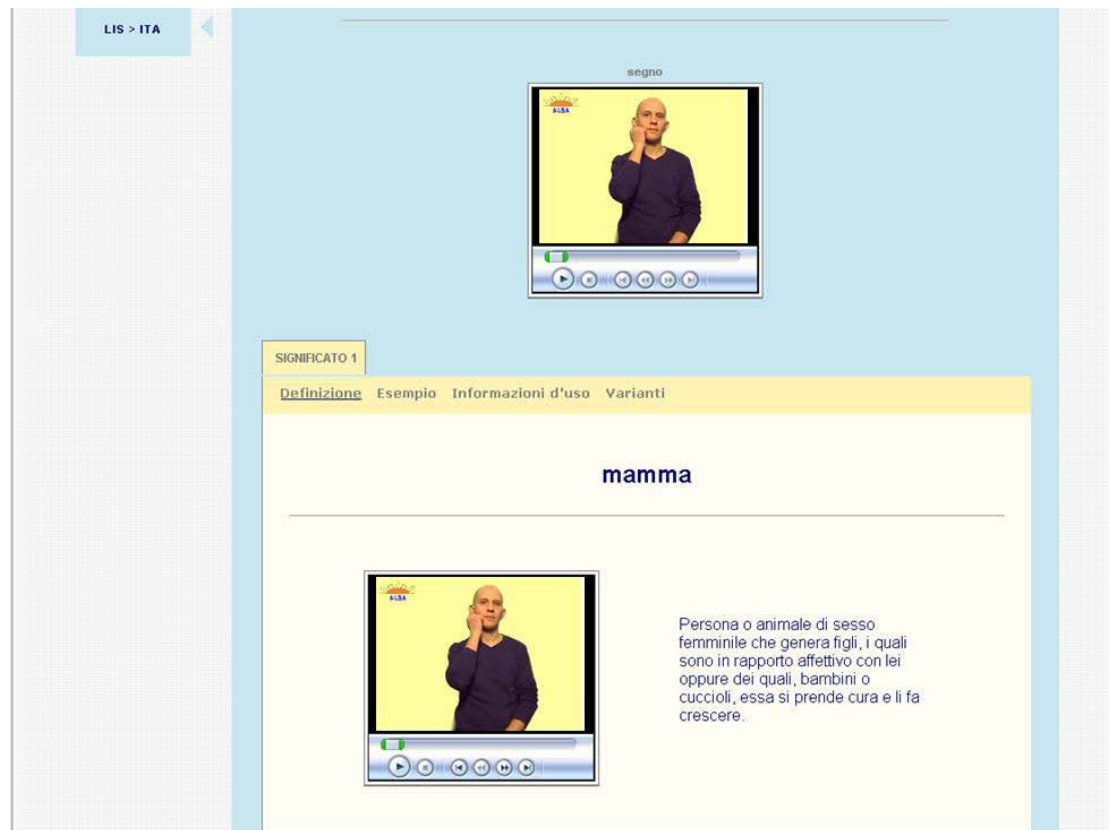 LIS > ITA
segno
ALBA
SIGNIFICATO 1
Definizione Esempio Informazioni d'uso Varianti
mamma
ALBA
Persona o animale di sesso
femminile che genera figli, i quali
sono in rapporto affettivo con lei
oppure dei quali, bambini o
cuccioli, essa si prende cura e li fa
crescere.